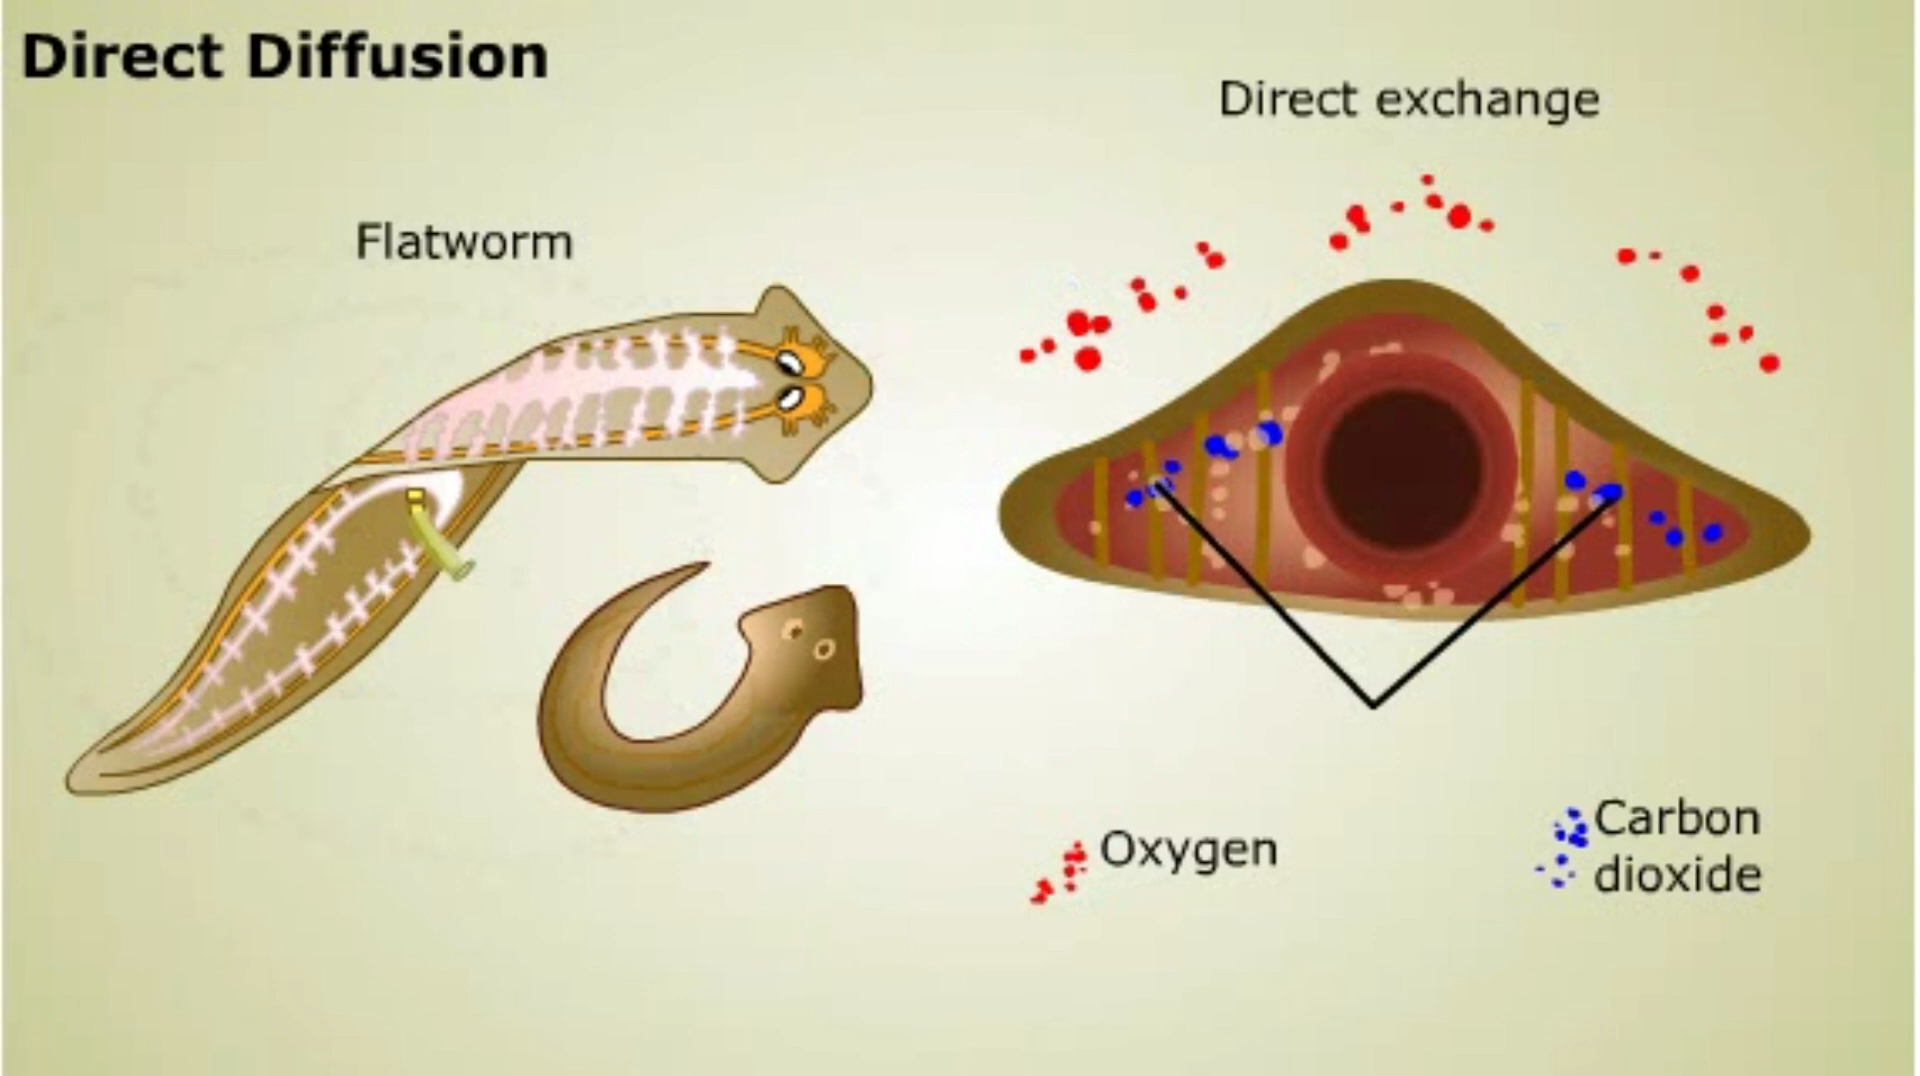 Direct Diffusion
Direct exchange
Flatworm
Oxygen
Carbon
dioxide